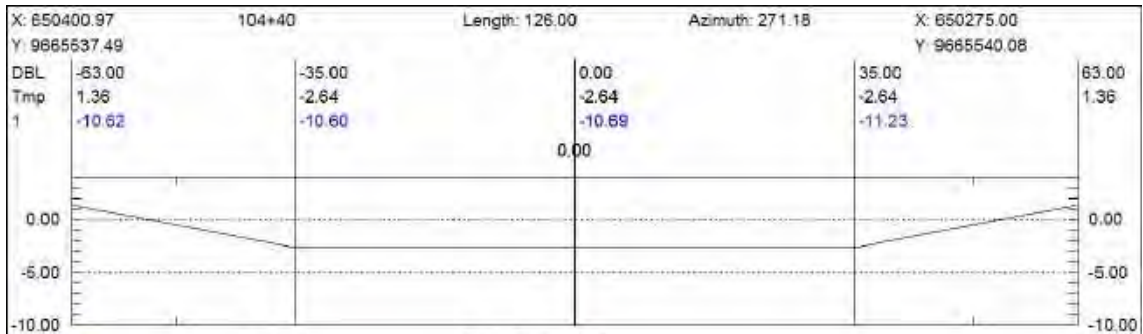 X: 650400.97 104+40 Length: 126.00 Azimuth: 271.18 X: 650275.00
Y: 9665537.49 Y: 9665540.08
DBL -63.00 -35.00 0.00 35.00 63.00
Tmp 1.36 -2.64 -2.64 -2.64 1.36
1 -10.62 -10.60 -10.69 -11.23
0.00
0.00 0.00
-5.00 -5.00
-10.00 -10.00